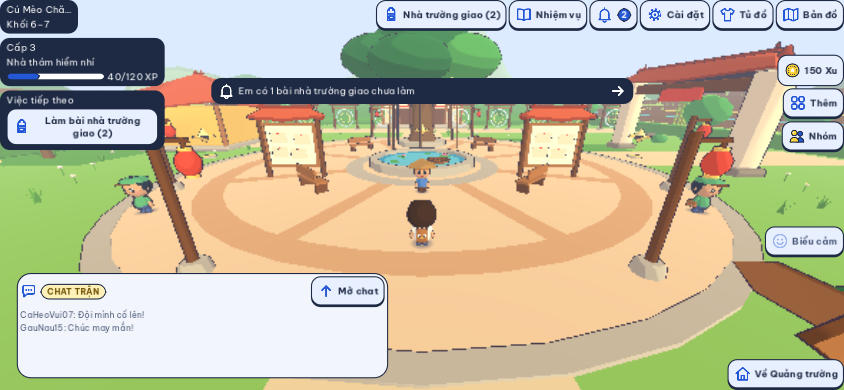 Cú Mèo Chă...
Khối 6-7
Nhà trường giao (2)
Nhiệm vụ
2
Cài đặt
Tủ đồ
Bản đồ
Cấp 3
Nhà thám hiểm nhí
40/120 XP
Việc tiếp theo
Làm bài nhà trường
giao (2)
Em có 1 bài nhà trường giao chưa làm
150 Xu
Thêm
Nhóm
Biểu cảm
CHAT TRẬN
Mở chat
CaHeoVui07: Đội mình cố lên!
GauNau15: Chúc may mắn!
Về Quảng trường